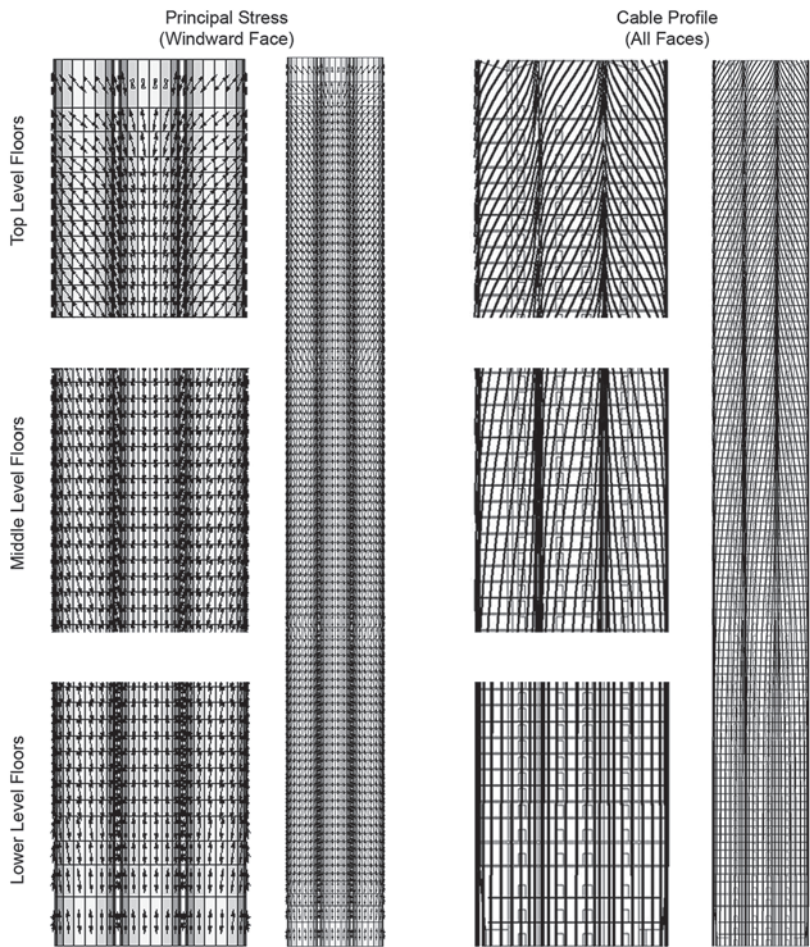 Principal Stress
(Windward Face)
Cable Profile
(All Faces)
Top Level Floors
Middle Level Floors
Lower Level Floors